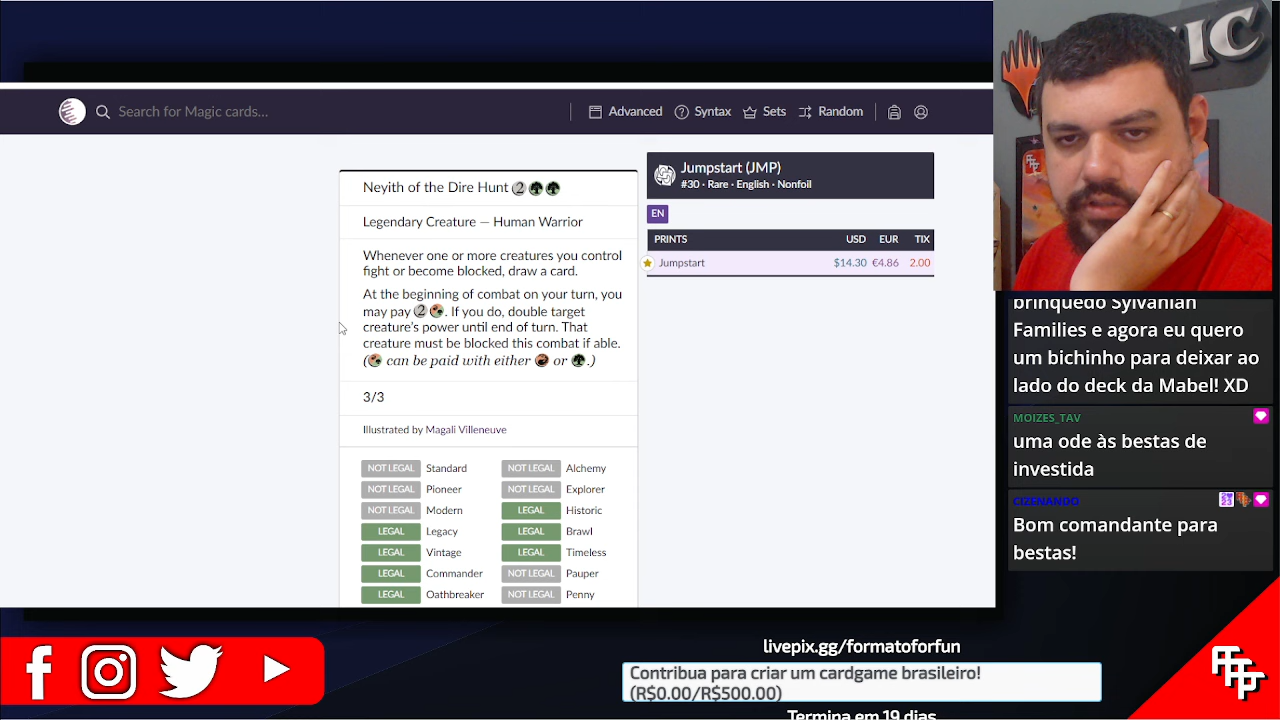 Search for Magic cards...
Advanced
Syntax
Sets
Random
Neyith of the Dire Hunt 2
Legendary Creature — Human Warrior
Whenever one or more creatures you control
fight or become blocked, draw a card.
At the beginning of combat on your turn, you
may pay 2 . If you do, double target
creature's power until end of turn. That
creature must be blocked this combat if able.
( can be paid with either or .)
3/3
Illustrated by Magali Villeneuve
NOT LEGAL Standard NOT LEGAL Alchemy
NOT LEGAL Pioneer NOT LEGAL Explorer
NOT LEGAL Modern LEGAL Historic
LEGAL Legacy LEGAL Brawl
LEGAL Vintage LEGAL Timeless
LEGAL Commander NOT LEGAL Pauper
LEGAL Oathbreaker NOT LEGAL Penny
Jumpstart (JMP)
#30 · Rare · English · Nonfoil
EN
PRINTS USD EUR TIX
Jumpstart $14.30 €4.86 2.00
IC
brinquedo Sylvanian
Families e agora eu quero
um bichinho para deixar ao
lado do deck da Mabel! XD
MOIZES_TAV
uma ode às bestas de
investida
CIZENANDO
Bom comandante para
bestas!
livepix.gg/formatoforfun
Contribua para criar um cardgame brasileiro!
(R$0.00/R$500.00)
Termina em 19 dias
FFF